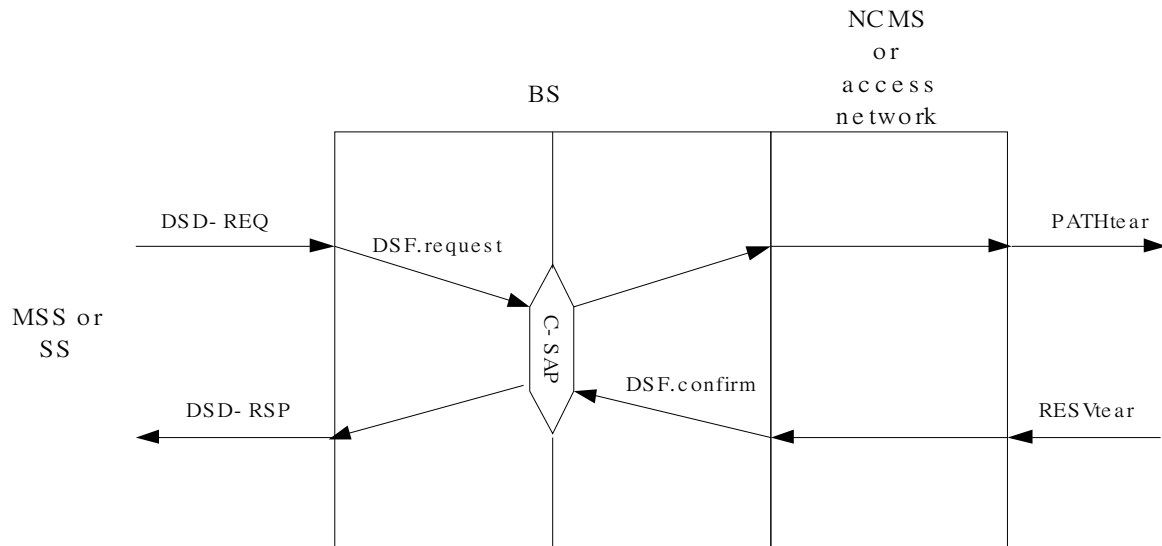 NCMS
or
access
network
BS
DSD-REQ
PATHtear
DSF.request
MSS or
SS
C-SAP
DSF.confirm
DSD-RSP
RESVtear